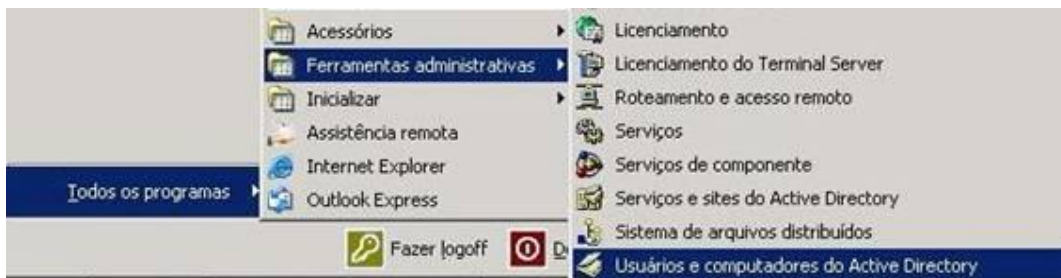 Acessórios
Ferramentas administrativas
Inicializar
Assistência remota
Internet Explorer
Outlook Express
Todos os programas
Fazer logoff
Licenciamento
Licenciamento do Terminal Server
Roteamento e acesso remoto
Serviços
Serviços de componente
Serviços e sites do Active Directory
Sistema de arquivos distribuídos
Usuários e computadores do Active Directory